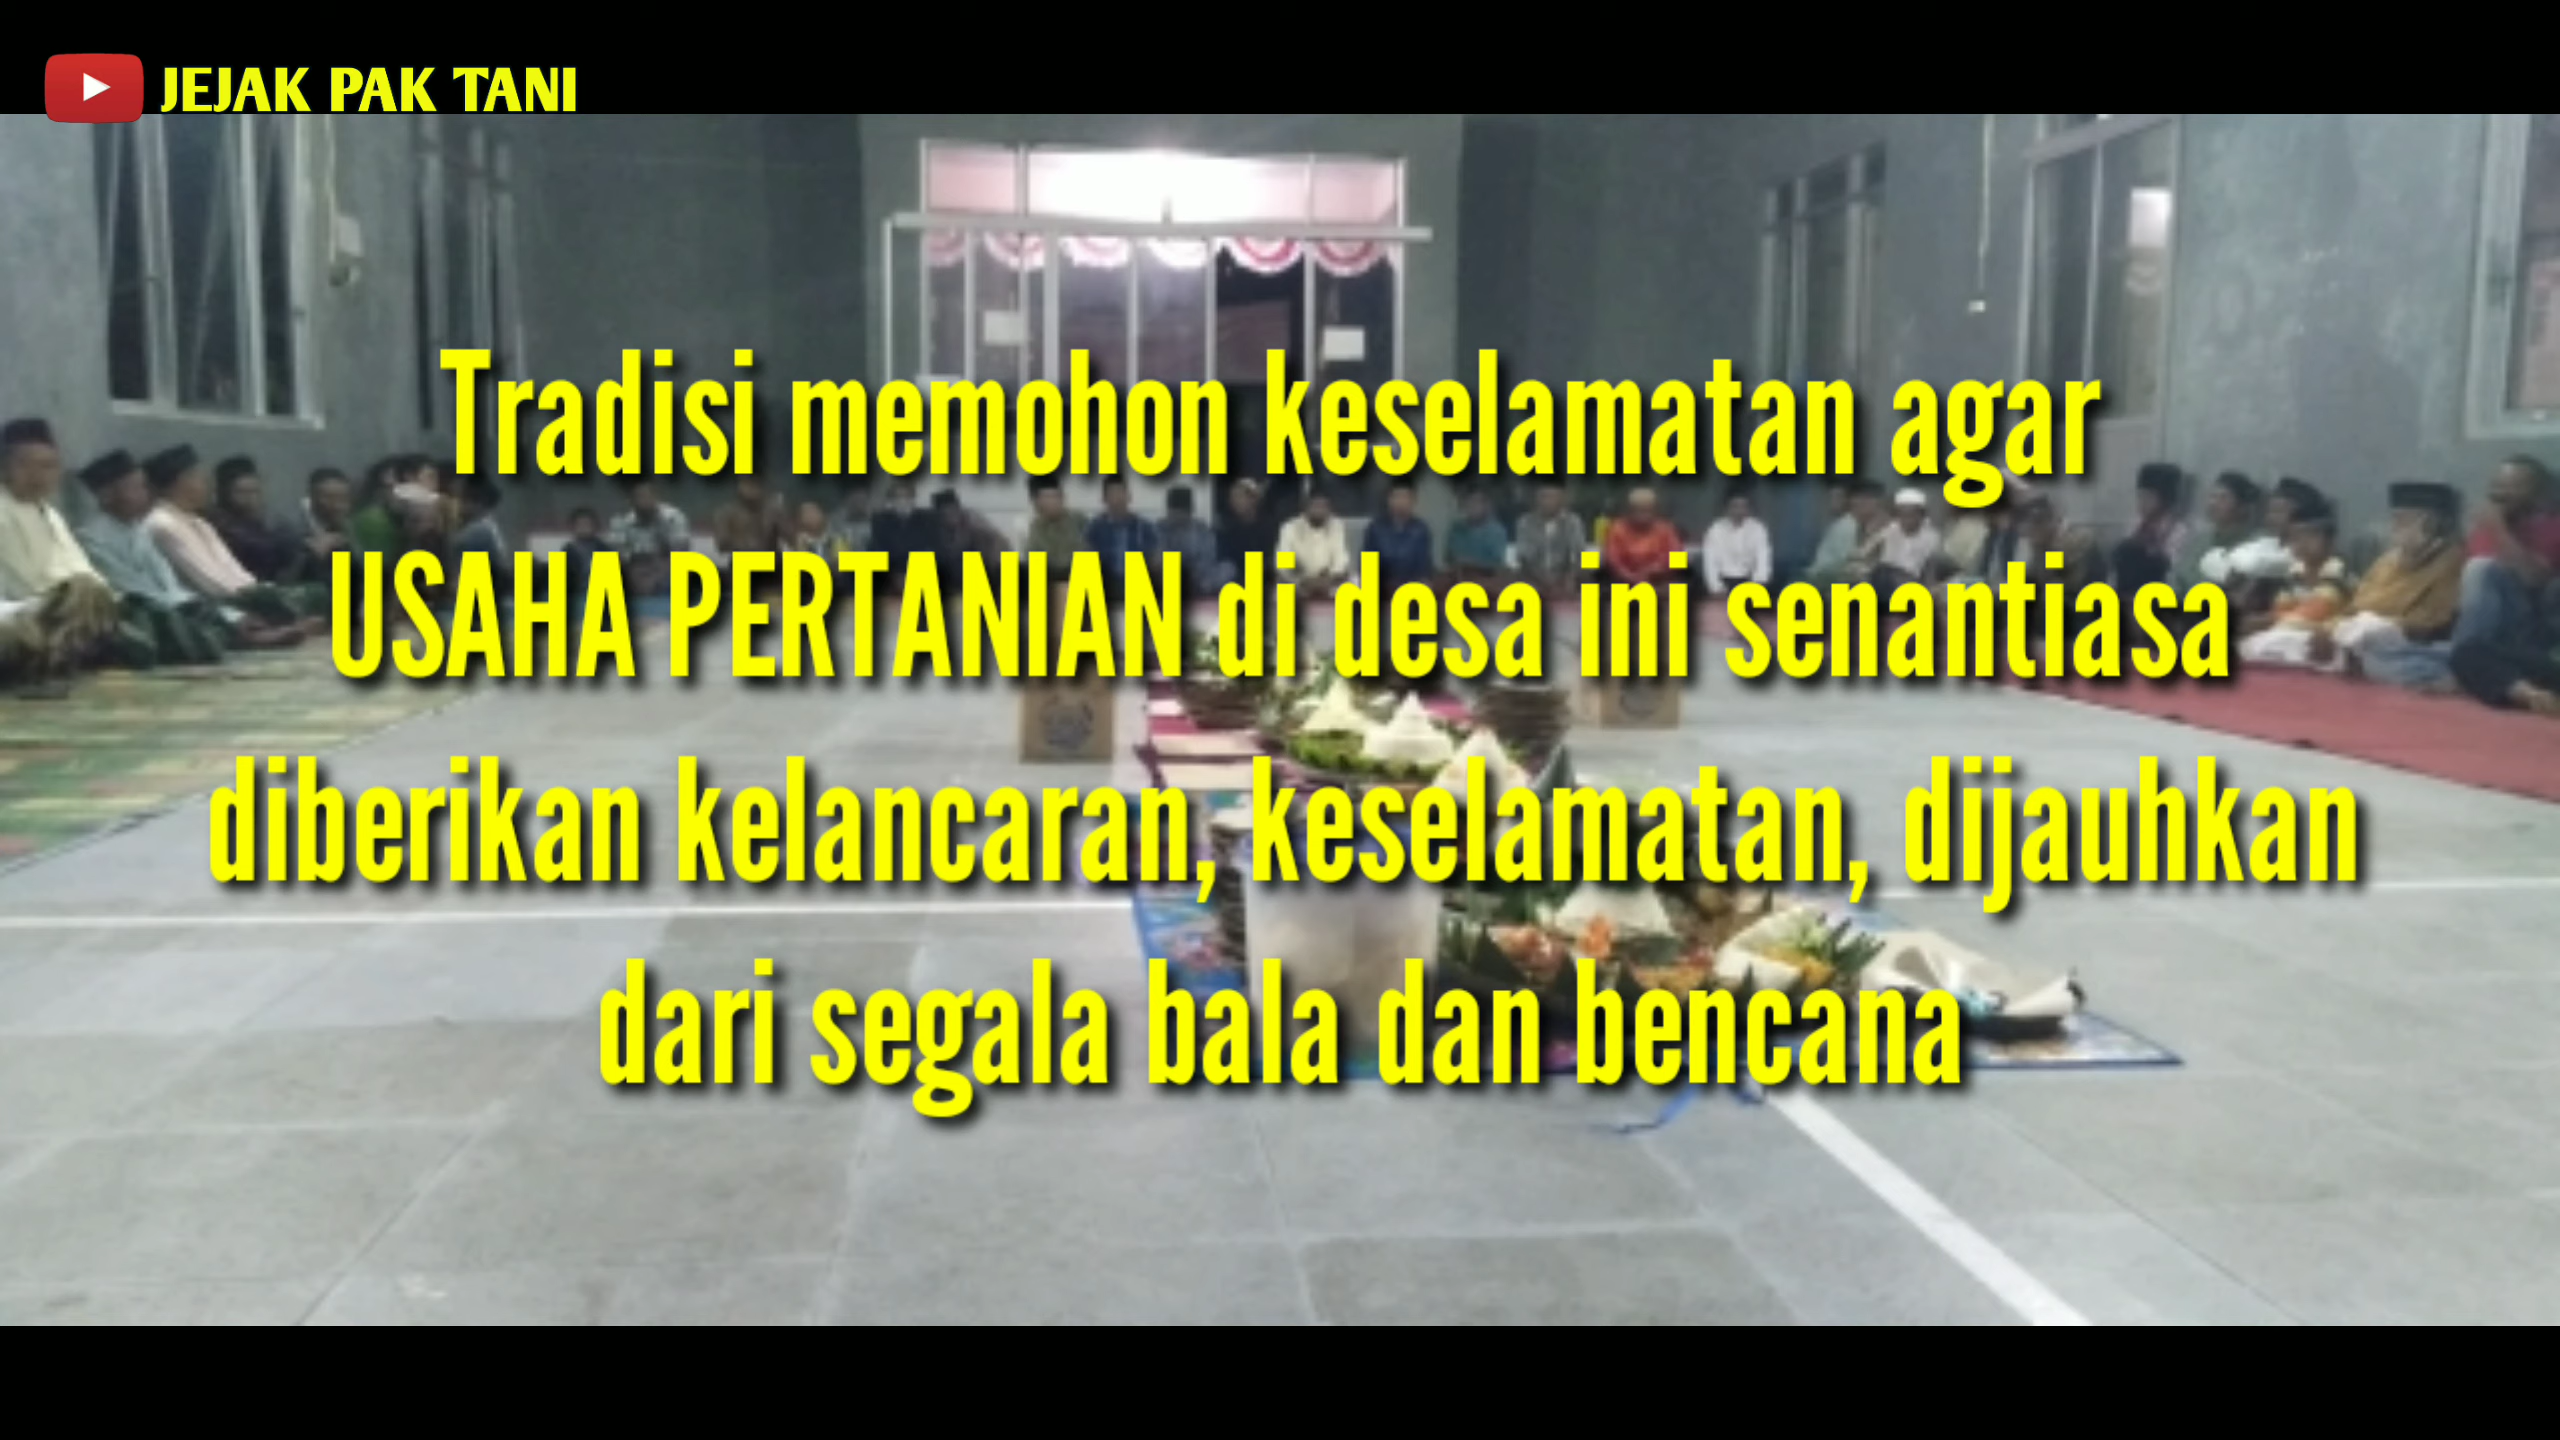 JEJAK PAK TANI
Tradisi memohon keselamatan agar
USAHA PERTANIAN di desa ini senantiasa
diberikan kelancaran, keselamatan, dijauhkan
dari segala bala dan bencana